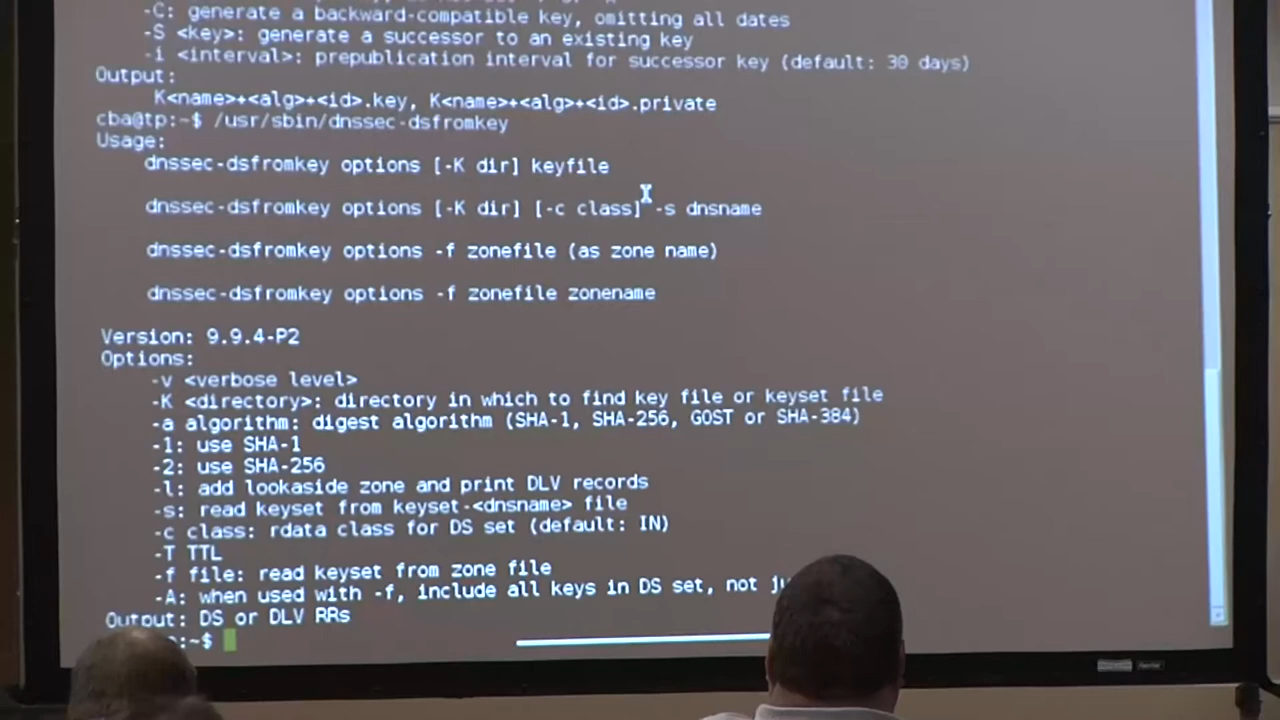 -C: generate a backward-compatible key, omitting all dates
-S <key>: generate a successor to an existing key
-i <interval>: prepublication interval for successor key (default: 30 days)
Output:
K<name>+<alg>+<id>.key, K<name>+<alg>+<id>.private
cba@tp:~$ /usr/sbin/dnssec-dsfromkey
Usage:
dnssec-dsfromkey options [-K dir] keyfile
dnssec-dsfromkey options [-K dir] [-c class] -s dnsname
dnssec-dsfromkey options -f zonefile (as zone name)
dnssec-dsfromkey options -f zonefile zonename
Version: 9.9.4-P2
Options:
-v <verbose level>
-K <directory>: directory in which to find key file or keyset file
-a algorithm: digest algorithm (SHA-1, SHA-256, GOST or SHA-384)
-1: use SHA-1
-2: use SHA-256
-l: add lookaside zone and print DLV records
-s: read keyset from keyset-<dnsname> file
-c class: rdata class for DS set (default: IN)
-T TTL
-f file: read keyset from zone file
-A: when used with -f, include all keys in DS set, not
Output: DS or DLV RRs
:~$